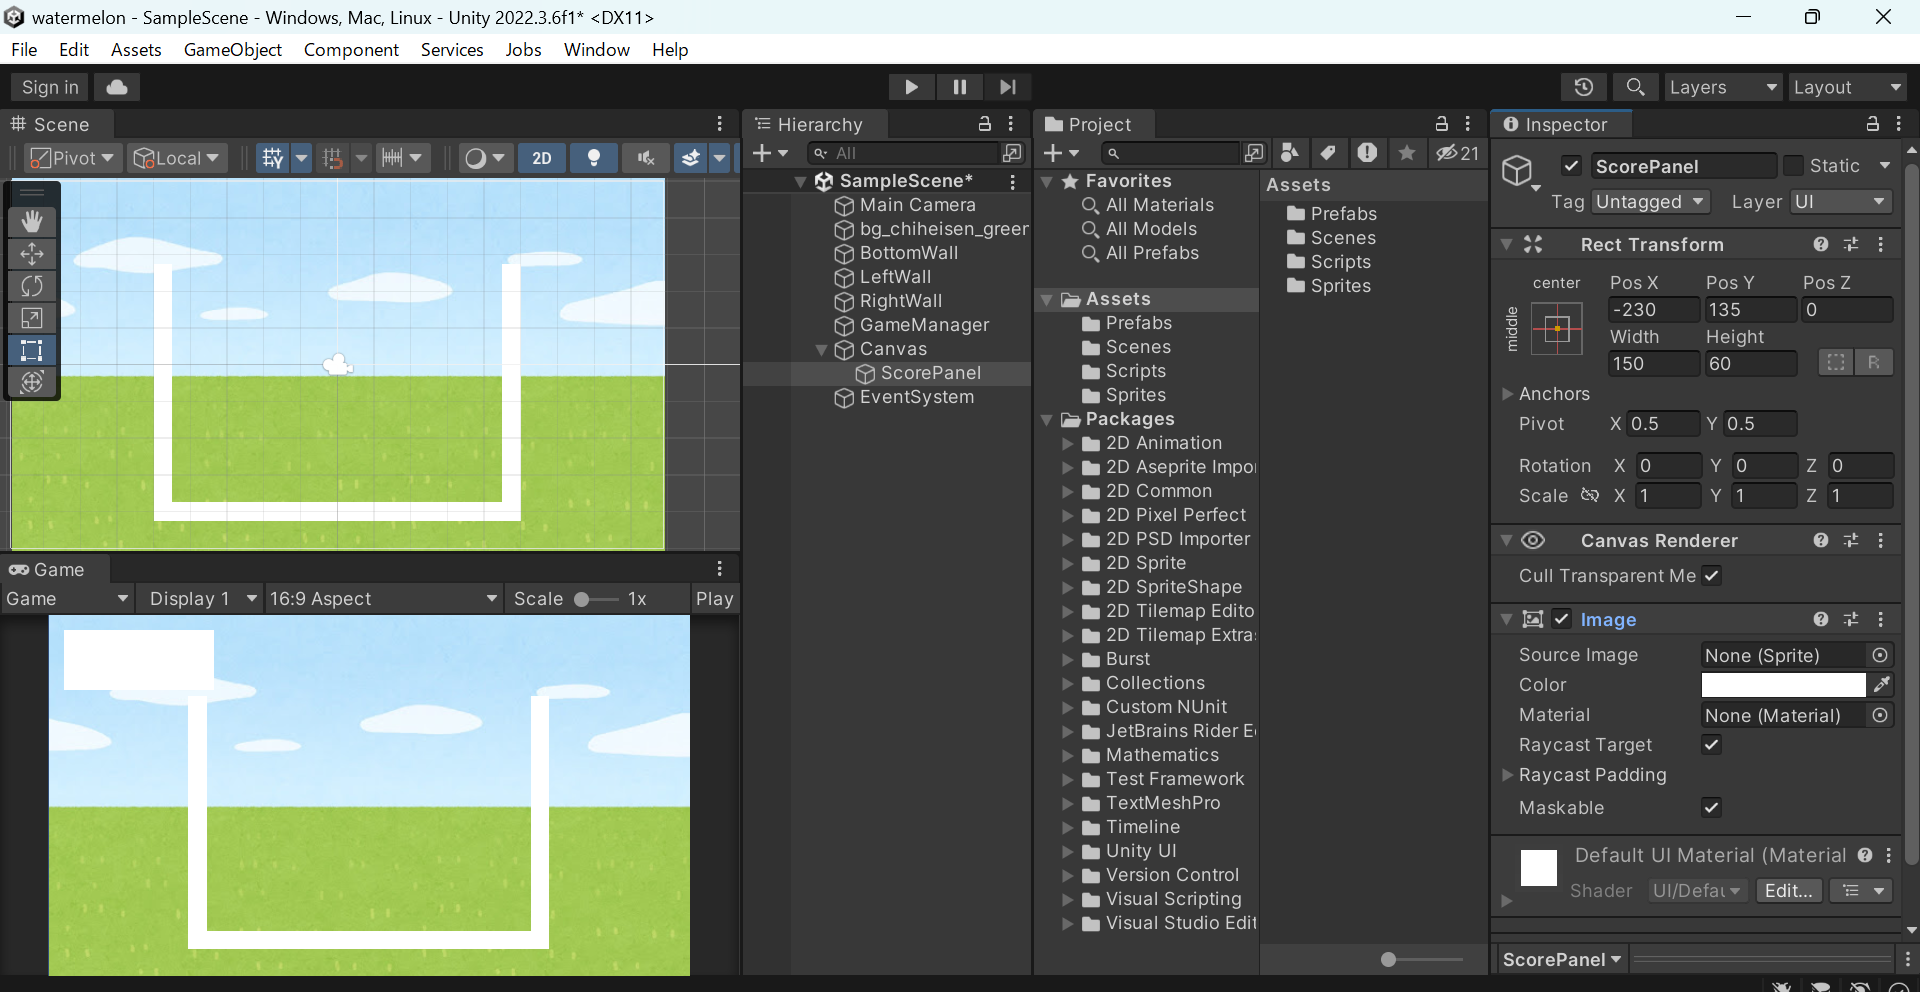 watermelon - SampleScene - Windows, Mac, Linux - Unity 2022.3.6f1* <DX11>
File Edit Assets GameObject Component Services Jobs Window Help
Sign in Layers Layout
Scene
Pivot Local 2D
Game
Game Display 1 16:9 Aspect Scale 1x Play
Hierarchy
All
SampleScene*
Main Camera
bg_chiheisen_green
BottomWall
LeftWall
RightWall
GameManager
Canvas
ScorePanel
EventSystem
Project
21
Favorites
All Materials
All Models
All Prefabs
Assets
Prefabs
Scenes
Scripts
Sprites
Packages
2D Animation
2D Aseprite Impo
2D Common
2D Pixel Perfect
2D PSD Importer
2D Sprite
2D SpriteShape
2D Tilemap Edito
2D Tilemap Extra
Burst
Collections
Custom NUnit
JetBrains Rider E
Mathematics
Test Framework
TextMeshPro
Timeline
Unity UI
Version Control
Visual Scripting
Visual Studio Edit
Assets
Prefabs
Scenes
Scripts
Sprites
Inspector
ScorePanel Static
Tag Untagged Layer UI
Rect Transform
center Pos X Pos Y Pos Z
middle -230 135 0
Width Height
150 60 R
Anchors
Pivot X 0.5 Y 0.5
Rotation X 0 Y 0 Z 0
Scale X 1 Y 1 Z 1
Canvas Renderer
Cull Transparent Me
Image
Source Image None (Sprite)
Color
Material None (Material)
Raycast Target
Raycast Padding
Maskable
Default UI Material (Material
Shader UI/Defau Edit...
ScorePanel